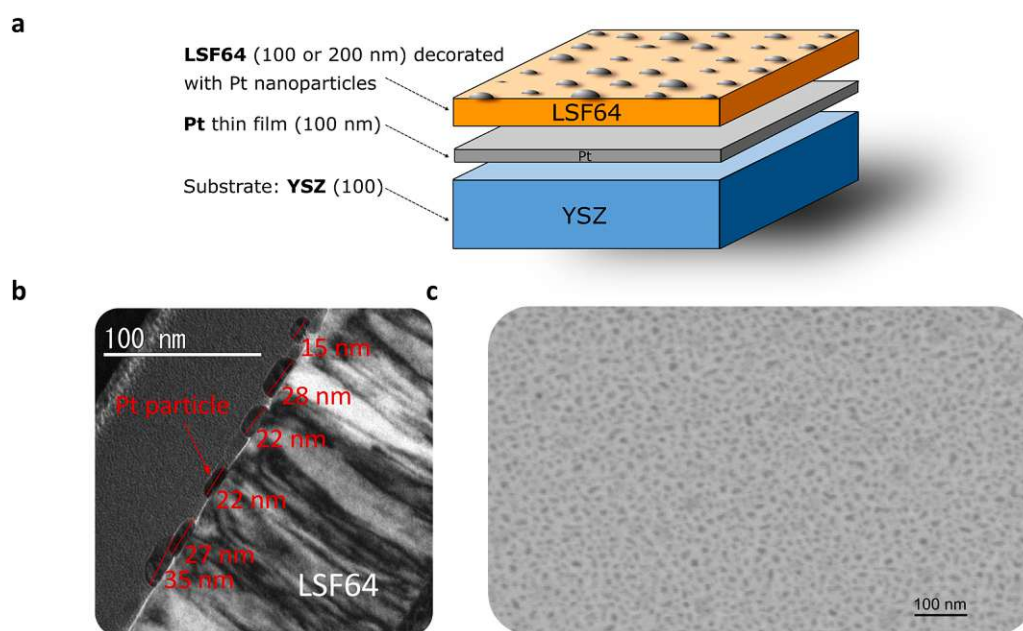 a
LSF64 (100 or 200 nm) decorated
with Pt nanoparticles
LSF64
Pt thin film (100 nm)
Pt
Substrate: YSZ (100)
YSZ
b
c
100 nm
15 nm
28 nm
Pt particle
22 nm
22 nm
27 nm
35 nm
LSF64
100 nm